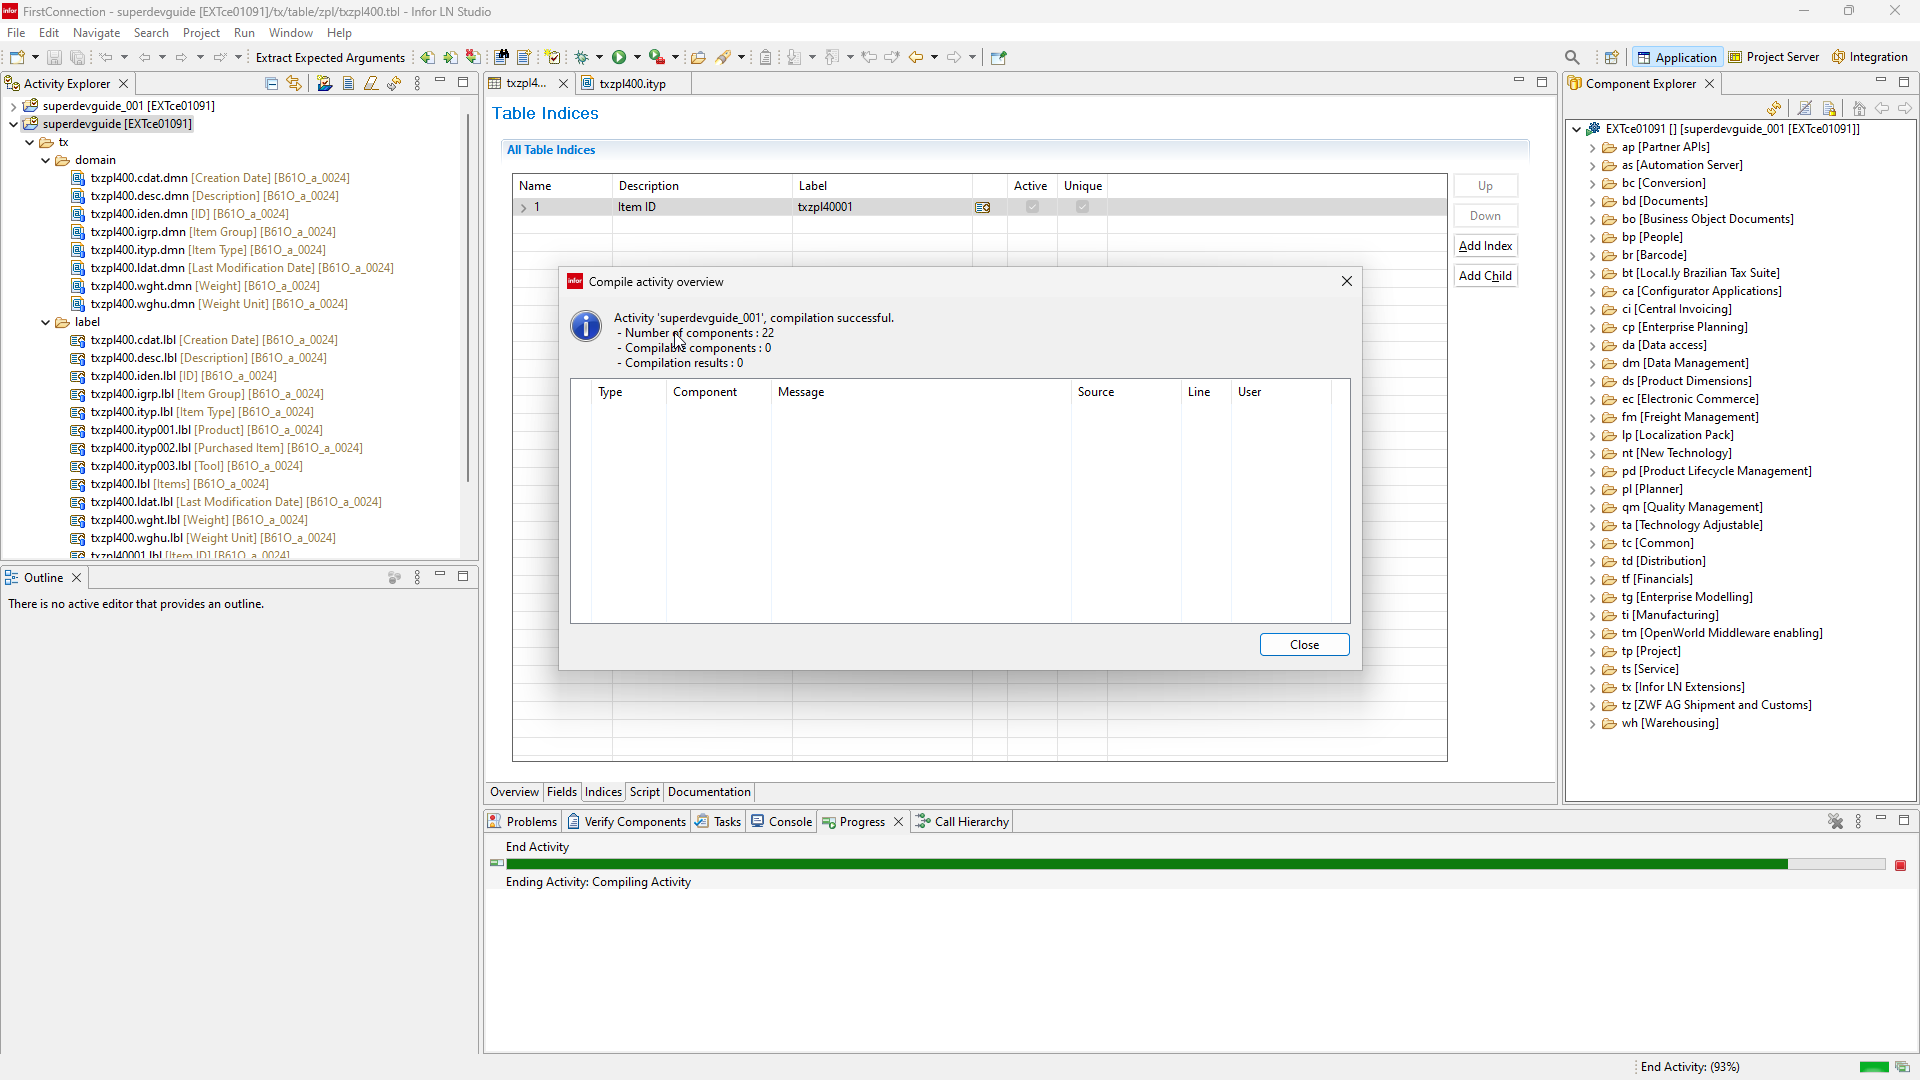 FirstConnection - superdevguide [EXTce01091]/tx/table/zpl/txzpl400.tbl - Infor LN Studio
File Edit Navigate Search Project Run Window Help
Extract Expected Arguments
Application Project Server Integration
Activity Explorer
superdevguide_001 [EXTce01091]
superdevguide [EXTce01091]
tx
domain
txzpl400.cdat.dmn [Creation Date] [B61O_a_0024]
txzpl400.desc.dmn [Description] [B61O_a_0024]
txzpl400.iden.dmn [ID] [B61O_a_0024]
txzpl400.igrp.dmn [Item Group] [B61O_a_0024]
txzpl400.ityp.dmn [Item Type] [B61O_a_0024]
txzpl400.ldat.dmn [Last Modification Date] [B61O_a_0024]
txzpl400.wght.dmn [Weight] [B61O_a_0024]
txzpl400.wghu.dmn [Weight Unit] [B61O_a_0024]
label
txzpl400.cdat.lbl [Creation Date] [B61O_a_0024]
txzpl400.desc.lbl [Description] [B61O_a_0024]
txzpl400.iden.lbl [ID] [B61O_a_0024]
txzpl400.igrp.lbl [Item Group] [B61O_a_0024]
txzpl400.ityp.lbl [Item Type] [B61O_a_0024]
txzpl400.ityp001.lbl [Product] [B61O_a_0024]
txzpl400.ityp002.lbl [Purchased Item] [B61O_a_0024]
txzpl400.ityp003.lbl [Tool] [B61O_a_0024]
txzpl400.lbl [Items] [B61O_a_0024]
txzpl400.ldat.lbl [Last Modification Date] [B61O_a_0024]
txzpl400.wght.lbl [Weight] [B61O_a_0024]
txzpl400.wghu.lbl [Weight Unit] [B61O_a_0024]
txzpl40001.lbl [Item ID] [B61O_a_0024]
Outline
There is no active editor that provides an outline.
txzpl4...
txzpl400.ityp
Table Indices
All Table Indices
Name Description Label Active Unique
1 Item ID txzpl40001
Up
Down
Add Index
Add Child
infor Compile activity overview
Activity 'superdevguide_001', compilation successful.
- Number of components : 22
- Compilable components : 0
- Compilation results : 0
Type Component Message Source Line User
Close
Overview Fields Indices Script Documentation
Problems Verify Components Tasks Console Progress Call Hierarchy
End Activity
Ending Activity: Compiling Activity
Component Explorer
EXTce01091 [] [superdevguide_001 [EXTce01091]]
ap [Partner APIs]
as [Automation Server]
bc [Conversion]
bd [Documents]
bo [Business Object Documents]
bp [People]
br [Barcode]
bt [Local.ly Brazilian Tax Suite]
ca [Configurator Applications]
ci [Central Invoicing]
cp [Enterprise Planning]
da [Data access]
dm [Data Management]
ds [Product Dimensions]
ec [Electronic Commerce]
fm [Freight Management]
lp [Localization Pack]
nt [New Technology]
pd [Product Lifecycle Management]
pl [Planner]
qm [Quality Management]
ta [Technology Adjustable]
tc [Common]
td [Distribution]
tf [Financials]
tg [Enterprise Modelling]
ti [Manufacturing]
tm [OpenWorld Middleware enabling]
tp [Project]
ts [Service]
tx [Infor LN Extensions]
tz [ZWF AG Shipment and Customs]
wh [Warehousing]
End Activity: (93%)